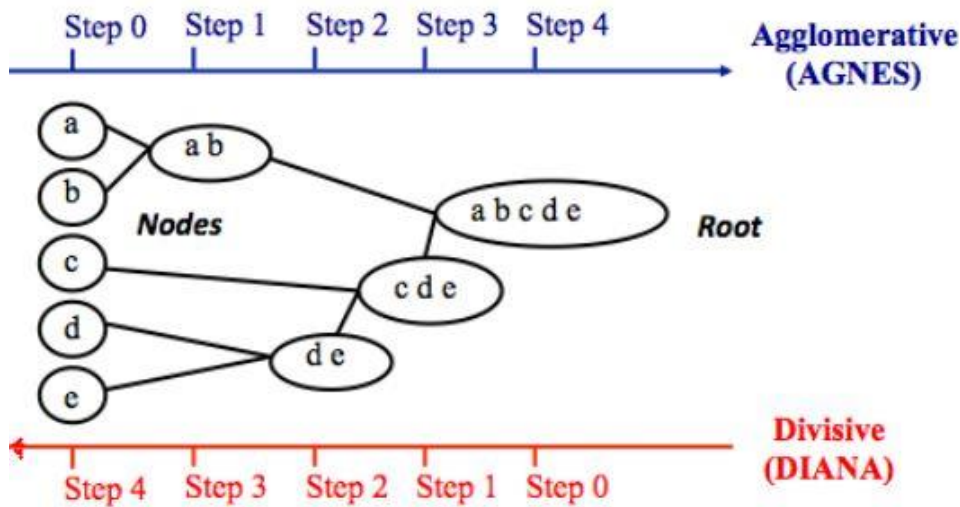 Step 0 Step 1 Step 2 Step 3 Step 4
Agglomerative
(AGNES)
a
a b
b
a b c d e
Nodes
Root
c
c d e
d
d e
e
Divisive
(DIANA)
Step 4 Step 3 Step 2 Step 1 Step 0